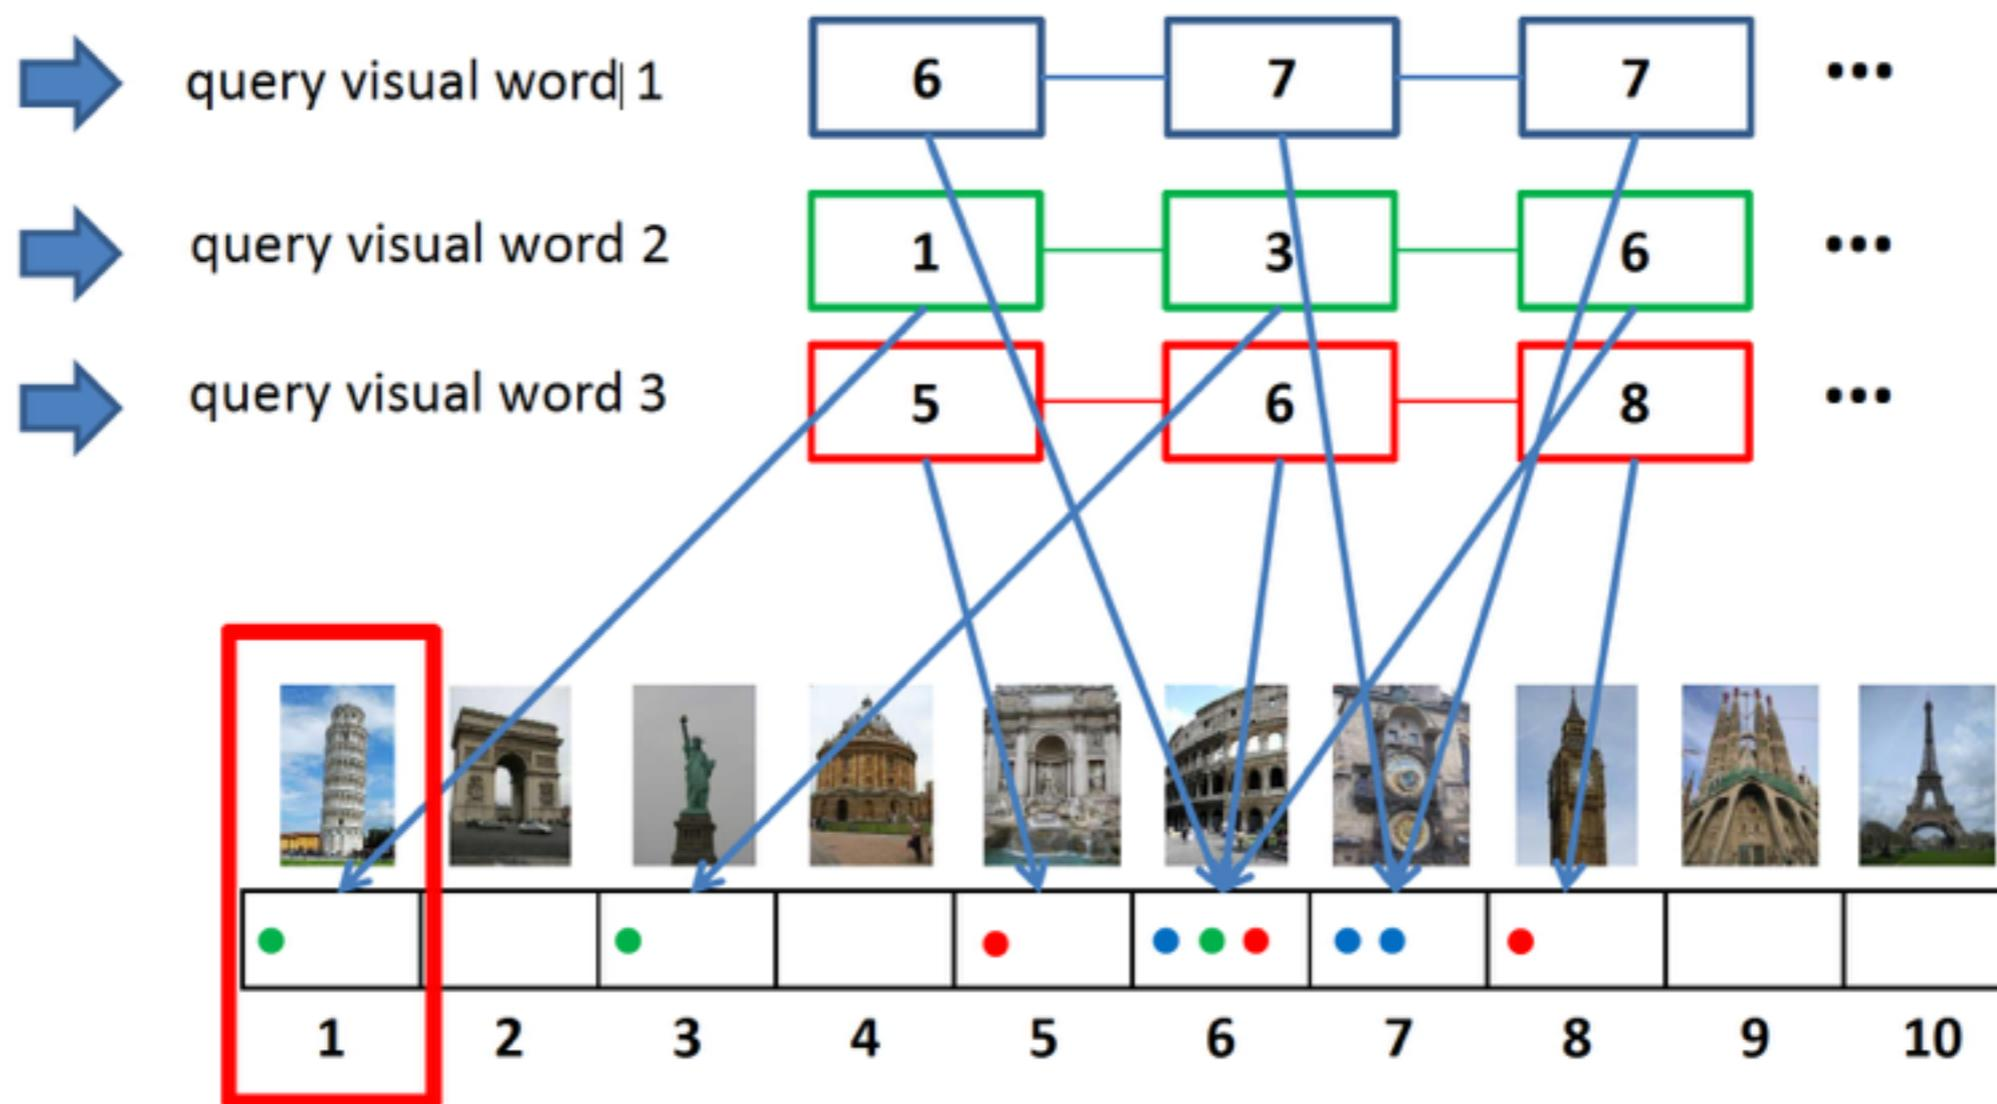 query visual word 1 6 7 7 ...
query visual word 2 1 3 6 ...
query visual word 3 5 6 8 ...
1 2 3 4 5 6 7 8 9 10